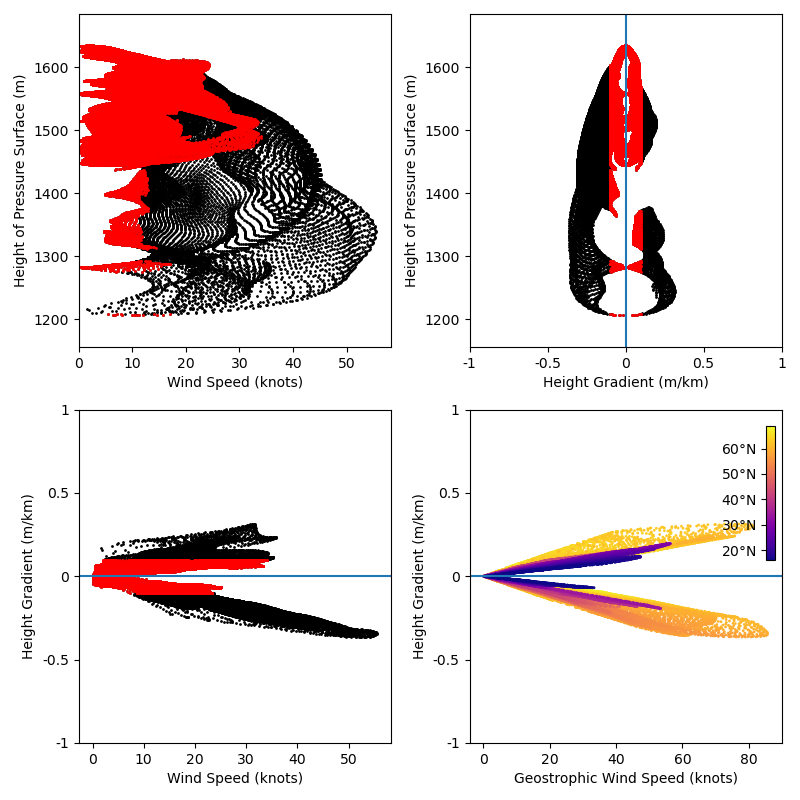 Height of Pressure Surface (m)
1600
1500
1400
1300
1200
0 10 20 30 40 50
Wind Speed (knots)
Height of Pressure Surface (m)
1600
1500
1400
1300
1200
-1 -0.5 0 0.5 1
Height Gradient (m/km)
Height Gradient (m/km)
1
0.5
0
-0.5
-1
0 10 20 30 40 50
Wind Speed (knots)
Height Gradient (m/km)
1
0.5
0
-0.5
-1
60°N
50°N
40°N
30°N
20°N
0 20 40 60 80
Geostrophic Wind Speed (knots)